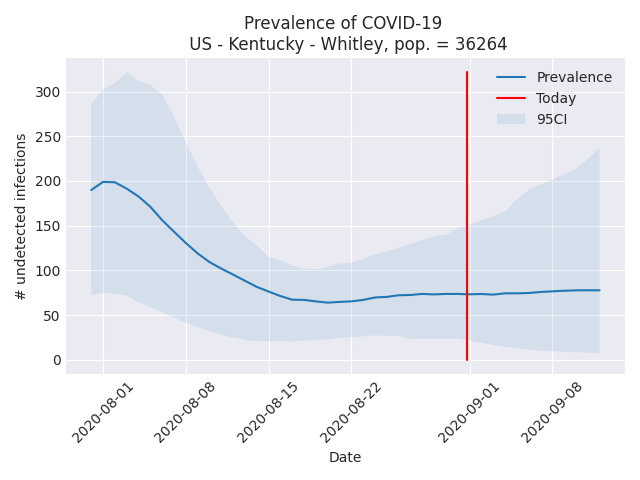 Prevalence of COVID-19
US - Kentucky - Whitley, pop. = 36264
Prevalence
Today
95CI
# undetected infections
300
250
200
150
100
50
0
2020-08-01
2020-08-08
2020-08-15
2020-08-22
2020-09-01
2020-09-08
Date